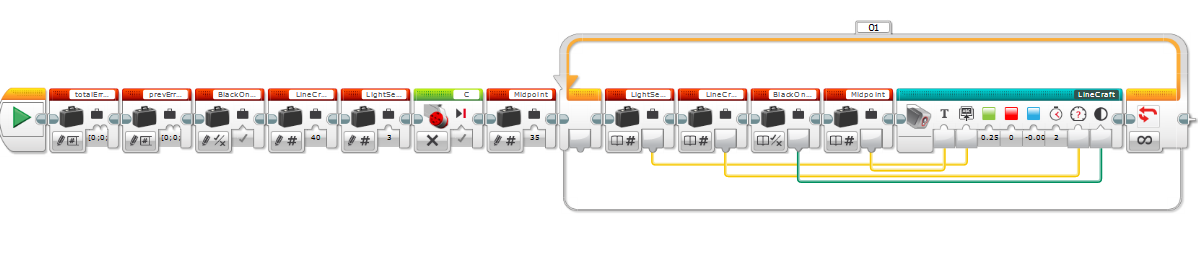 01
totalErr... prevErr... BlackOn... LineCr... LightSe... C Midpoint LightSe... LineCr... BlackOn... Midpoint LineCraft
T ?
[0;0; [0;0; 40 3 35 0.25 0 -0.00 2